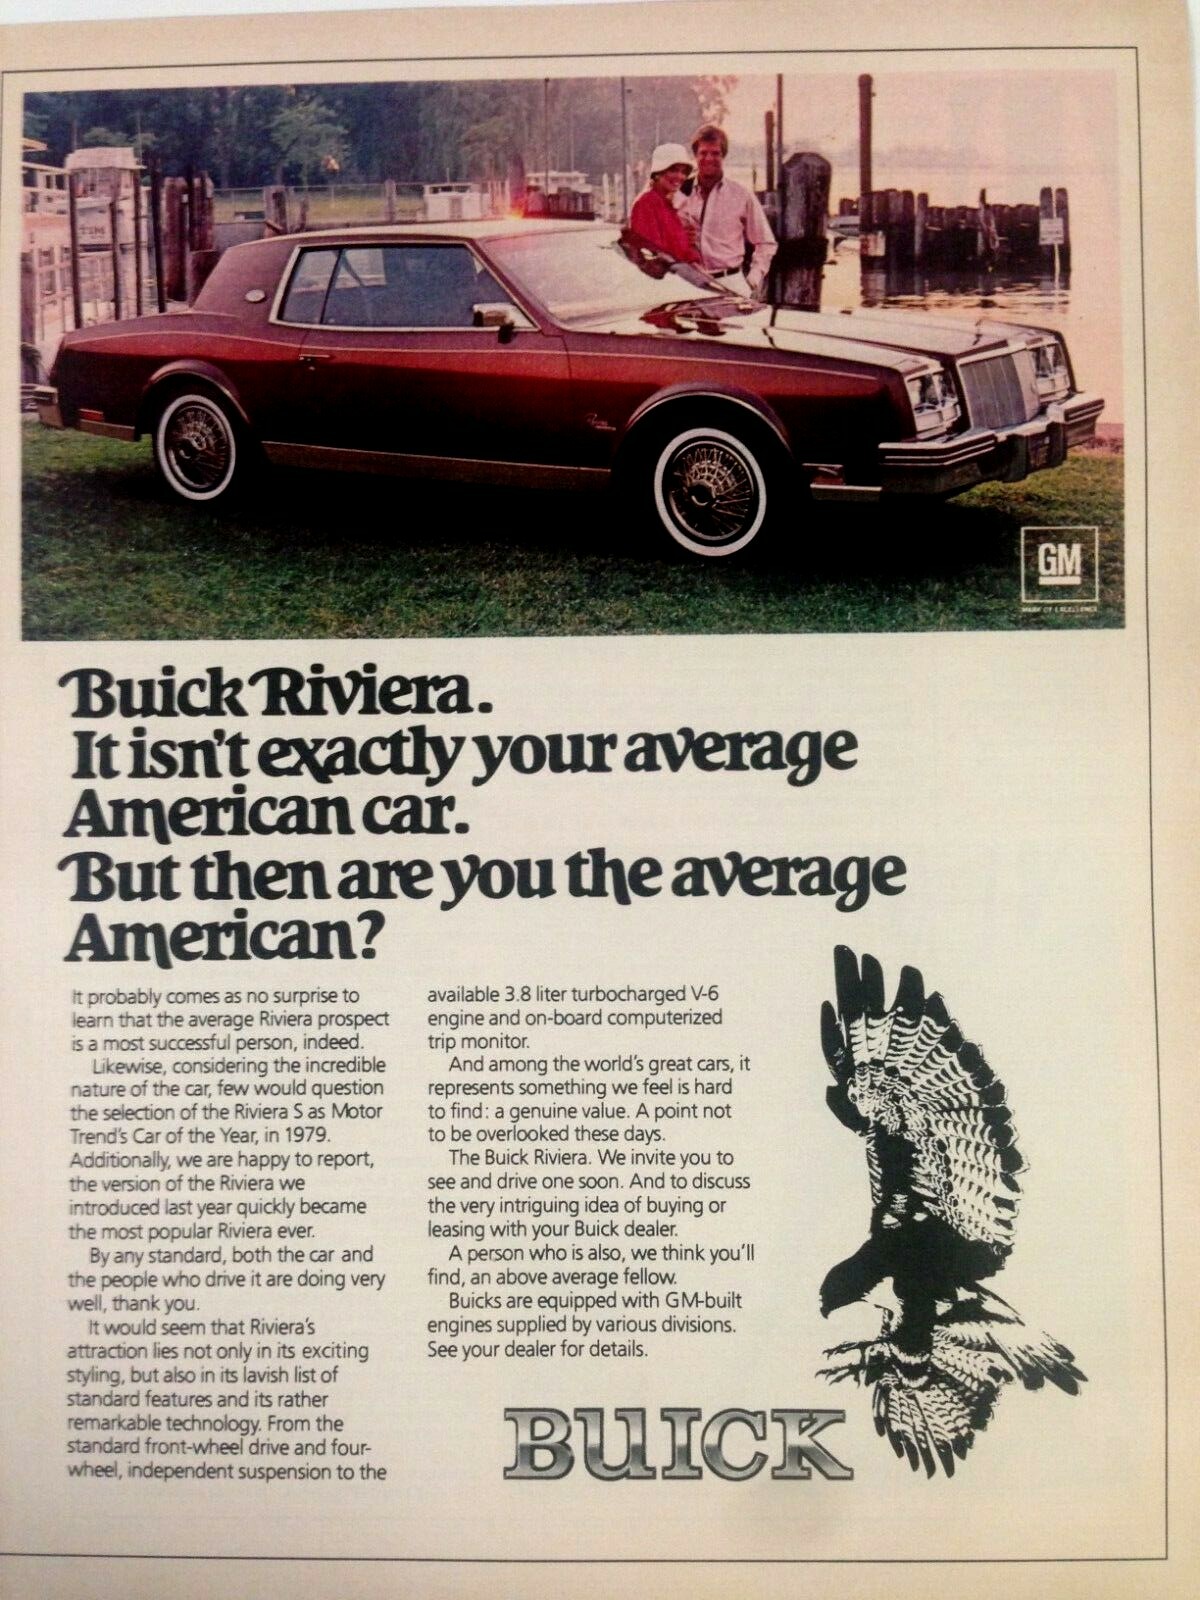 GM
MARK OF EXCELLENCE
Buick Riviera.
It isn't exactly your average
American car.
But then are you the average
American?
It probably comes as no surprise to
learn that the average Riviera prospect
is a most successful person, indeed.
Likewise, considering the incredible
nature of the car, few would question
the selection of the Riviera S as Motor
Trend's Car of the Year, in 1979.
Additionally, we are happy to report,
the version of the Riviera we
introduced last year quickly became
the most popular Riviera ever.
By any standard, both the car and
the people who drive it are doing very
well, thank you.
It would seem that Riviera's
attraction lies not only in its exciting
styling, but also in its lavish list of
standard features and its rather
remarkable technology. From the
standard front-wheel drive and four-
wheel, independent suspension to the
available 3.8 liter turbocharged V-6
engine and on-board computerized
trip monitor.
And among the world's great cars, it
represents something we feel is hard
to find: a genuine value. A point not
to be overlooked these days.
The Buick Riviera. We invite you to
see and drive one soon. And to discuss
the very intriguing idea of buying or
leasing with your Buick dealer.
A person who is also, we think you'll
find, an above average fellow.
Buicks are equipped with GM-built
engines supplied by various divisions.
See your dealer for details.
BUICK